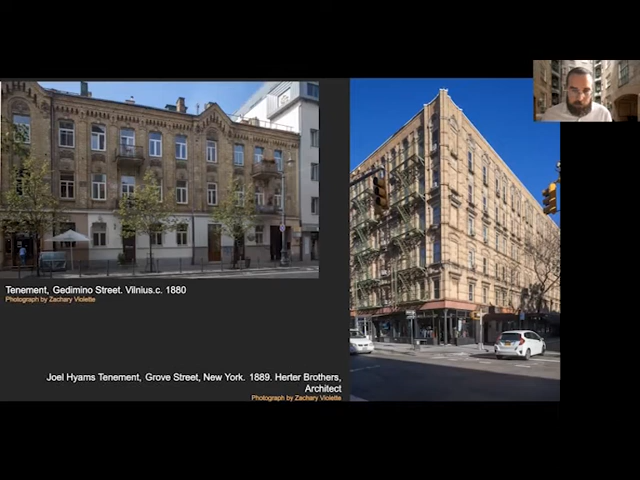 Tenement, Gedimino Street. Vilnius.c. 1880
Photograph by Zachary Violette
Joel Hyams Tenement, Grove Street, New York. 1889. Herter Brothers,
Architect
Photograph by Zachary Violette